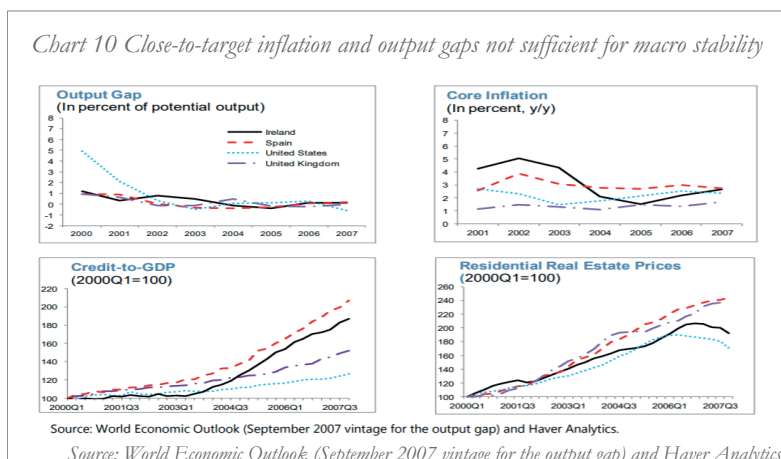 Chart 10 Close-to-target inflation and output gaps not sufficient for macro stability
Output Gap
(In percent of potential output)
8
7
6
5
4
3
2
1
0
-1
-2
Ireland
Spain
United States
United Kingdom
2000 2001 2002 2003 2004 2005 2006 2007
Core Inflation
(In percent, y/y)
8
7
6
5
4
3
2
1
0
2001 2002 2003 2004 2005 2006 2007
Credit-to-GDP
(2000Q1=100)
220
200
180
160
140
120
100
2000Q1 2001Q3 2003Q1 2004Q3 2006Q1 2007Q3
Residential Real Estate Prices
(2000Q1=100)
260
240
220
200
180
160
140
120
100
2000Q1 2001Q3 2003Q1 2004Q3 2006Q1 2007Q3
Source: World Economic Outlook (September 2007 vintage for the output gap) and Haver Analytics.
Source: World Economic Outlook (September 2007 vintage for the output gap) and Haver Analytics